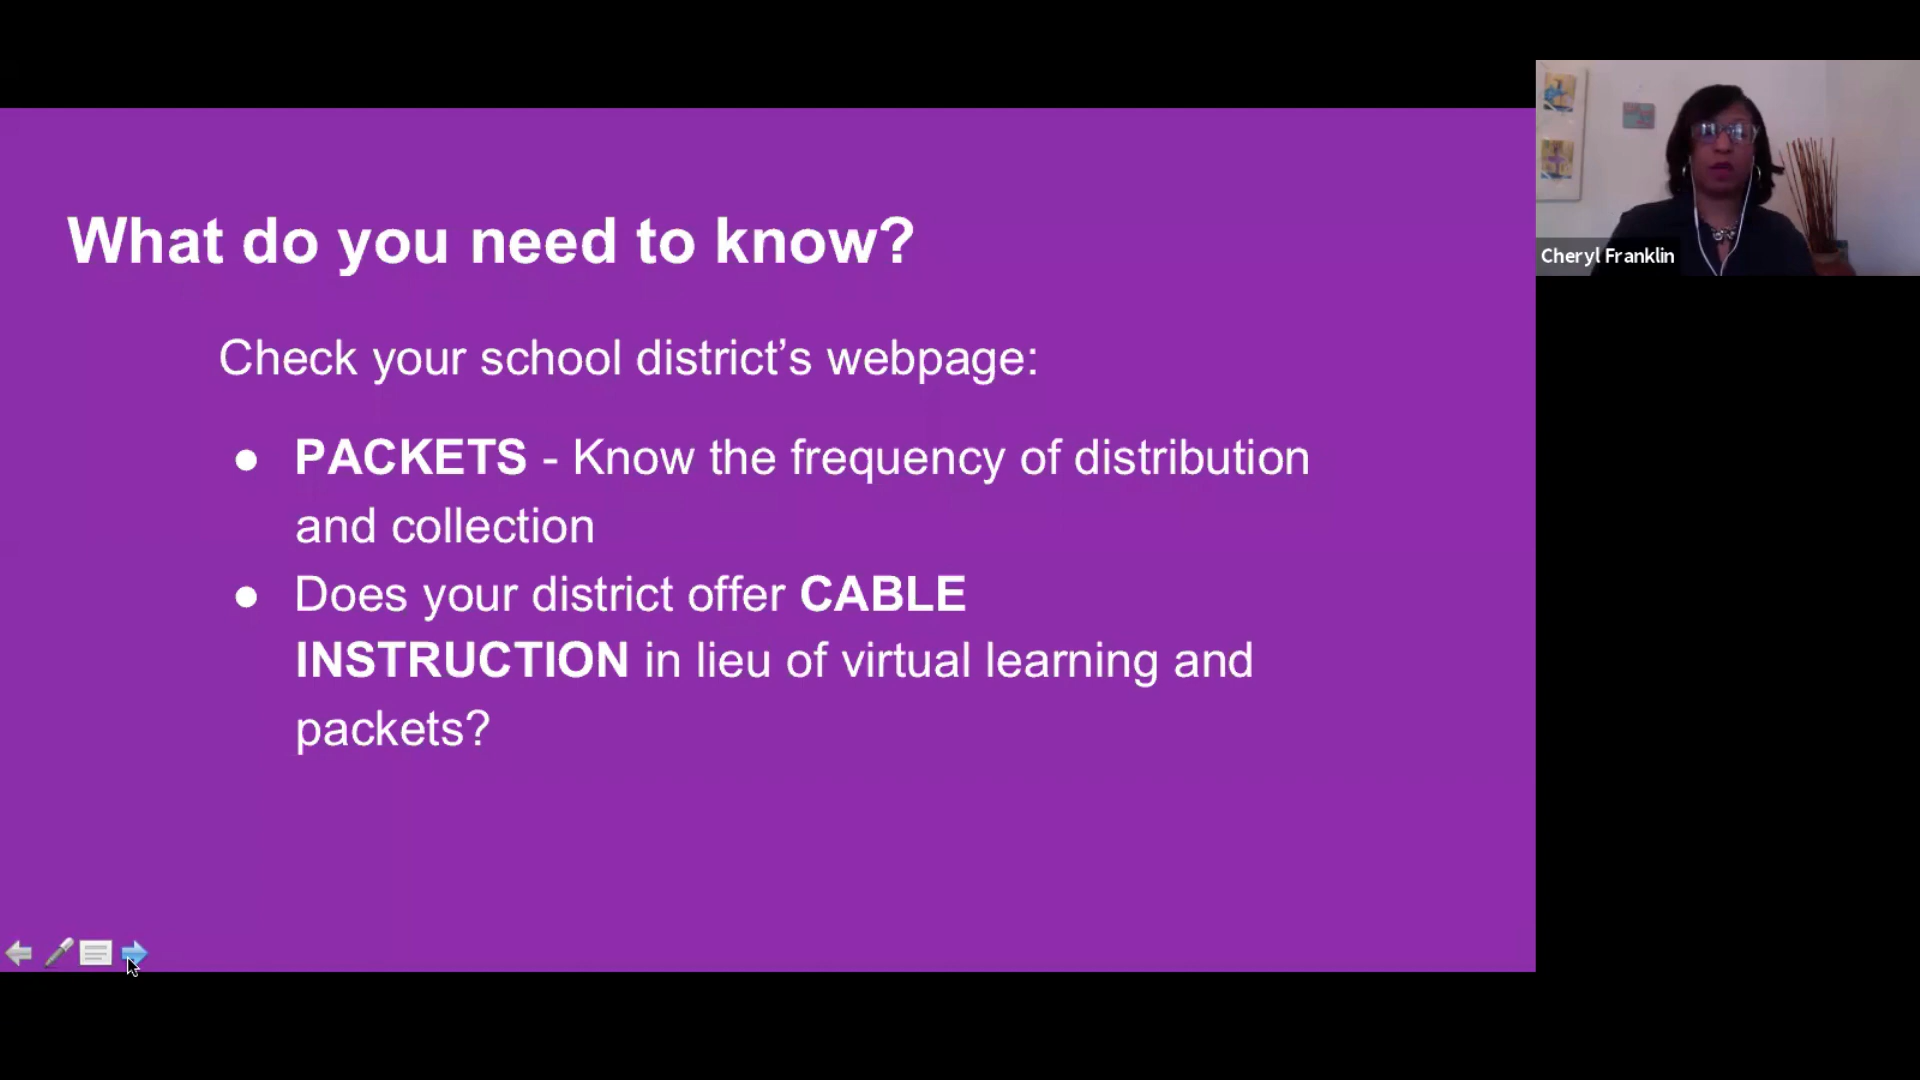 What do you need to know?
Check your school district’s webpage:
● PACKETS - Know the frequency of distribution
and collection
● Does your district offer CABLE
INSTRUCTION in lieu of virtual learning and
packets?
Cheryl Franklin